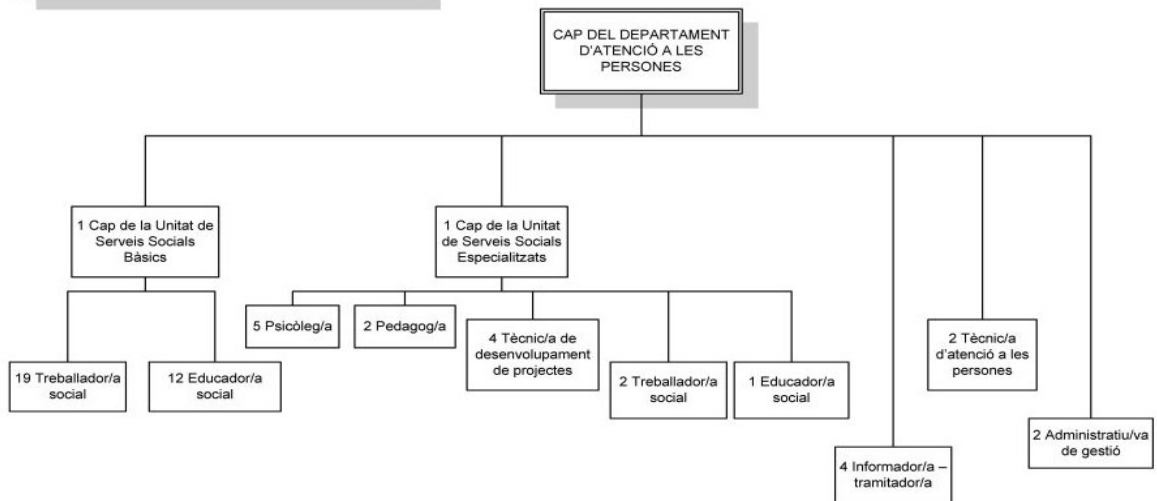 CAP DEL DEPARTAMENT
D'ATENCIÓ A LES
PERSONES
1 Cap de la Unitat de
Serveis Socials
Bàsics
1 Cap de la Unitat
de Serveis Socials
Especialitzats
19 Treballador/a
social
12 Educador/a
social
5 Psicòleg/a
2 Pedagog/a
4 Tècnic/a de
desenvolupament
de projectes
2 Treballador/a
social
1 Educador/a
social
4 Informador/a –
tramitador/a
2 Tècnic/a
d'atenció a les
persones
2 Administratiu/va
de gestió